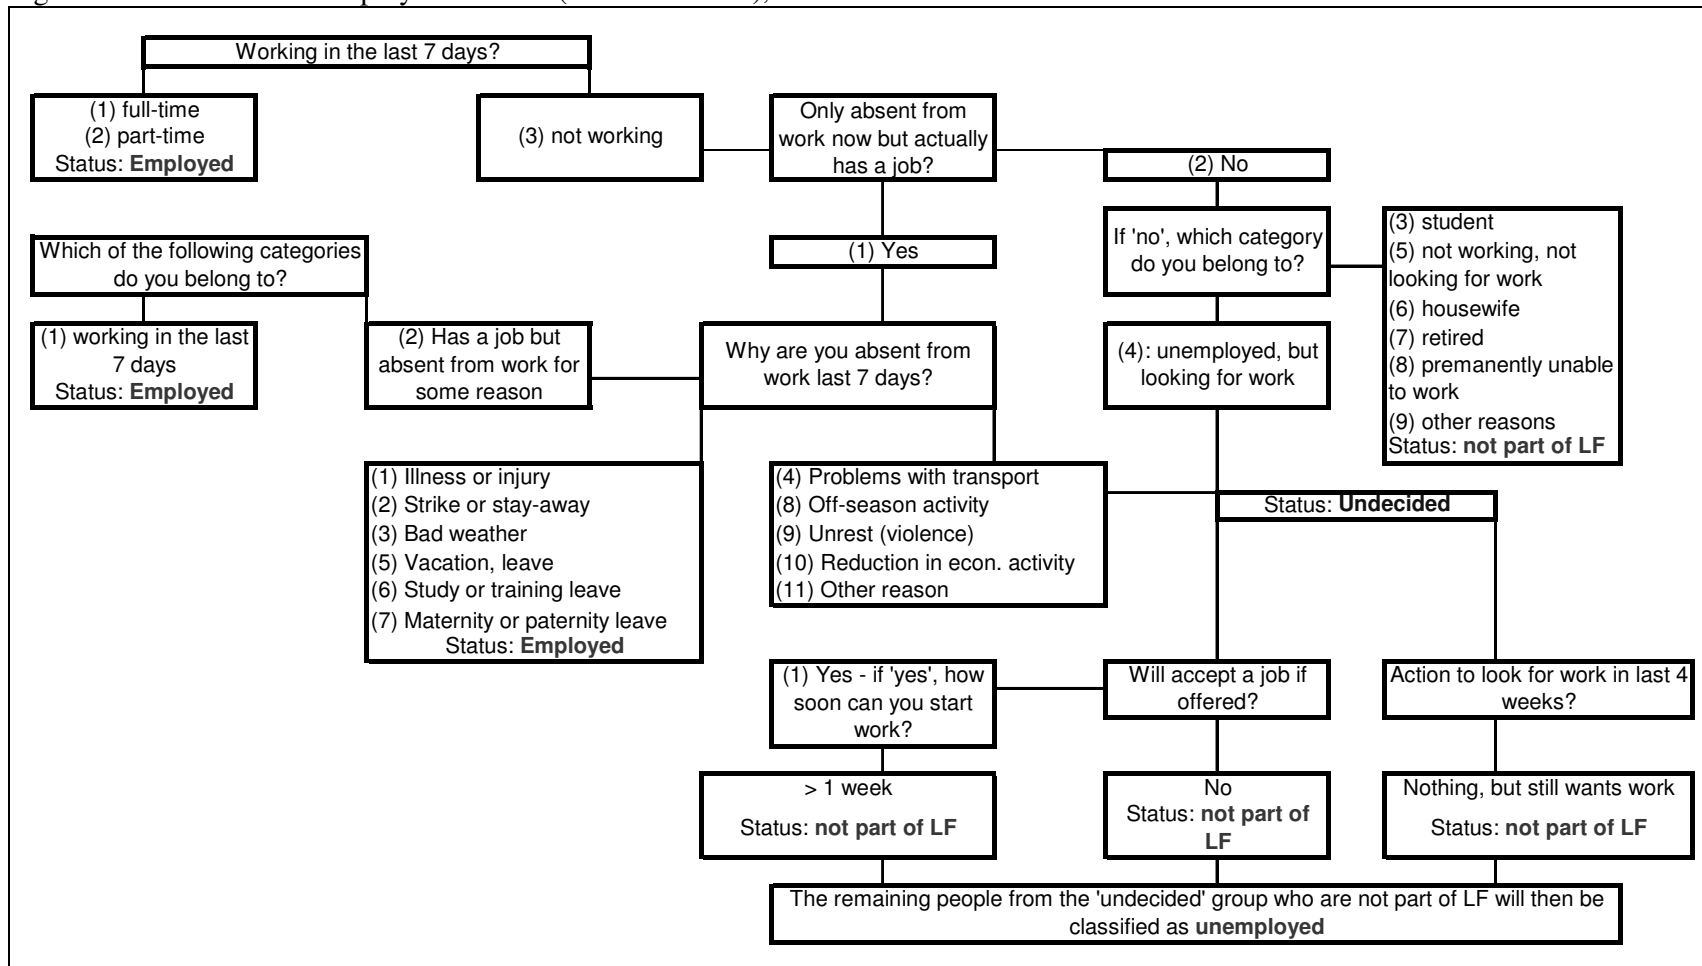 Working in the last 7 days?
(1) full-time
(2) part-time
Status: Employed
(3) not working
Only absent from
work now but actually
has a job?
(2) No
Which of the following categories
do you belong to?
(1) Yes
If 'no', which category
do you belong to?
(3) student
(5) not working, not
looking for work
(6) housewife
(7) retired
(8) premanently unable
to work
(9) other reasons
Status: not part of LF
(1) working in the last
7 days
Status: Employed
(2) Has a job but
absent from work for
some reason
Why are you absent from
work last 7 days?
(4): unemployed, but
looking for work
(1) Illness or injury
(2) Strike or stay-away
(3) Bad weather
(5) Vacation, leave
(6) Study or training leave
(7) Maternity or paternity leave
Status: Employed
(4) Problems with transport
(8) Off-season activity
(9) Unrest (violence)
(10) Reduction in econ. activity
(11) Other reason
Status: Undecided
(1) Yes - if 'yes', how
soon can you start
work?
Will accept a job if
offered?
Action to look for work in last 4
weeks?
> 1 week
Status: not part of LF
No
Status: not part of
LF
Nothing, but still wants work
Status: not part of LF
The remaining people from the 'undecided' group who are not part of LF will then be
classified as unemployed